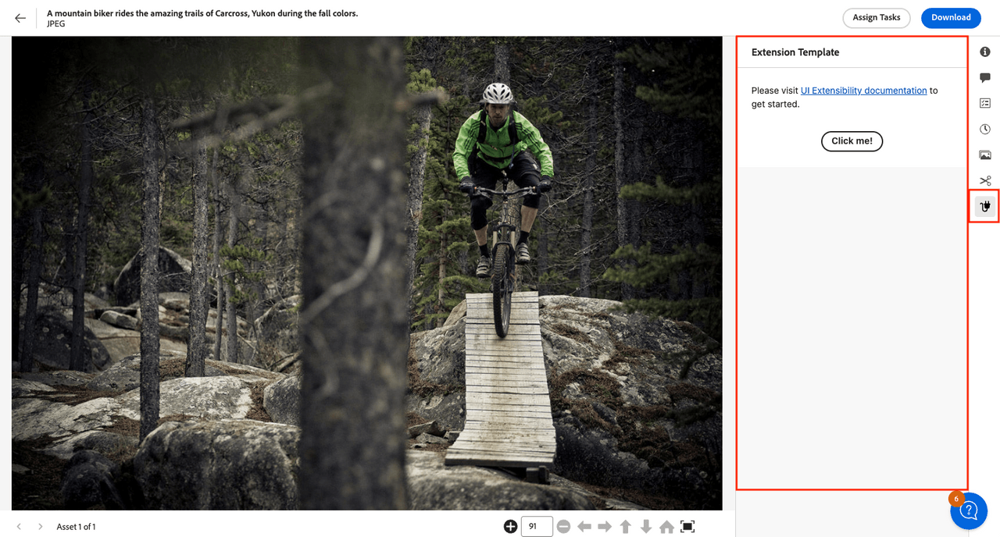 A mountain biker rides the amazing trails of Carcross, Yukon during the fall colors.
JPEG
Assign Tasks
Download
Extension Template
Please visit UI Extensibility documentation to
get started.
Click me!
6
Asset 1 of 1
91